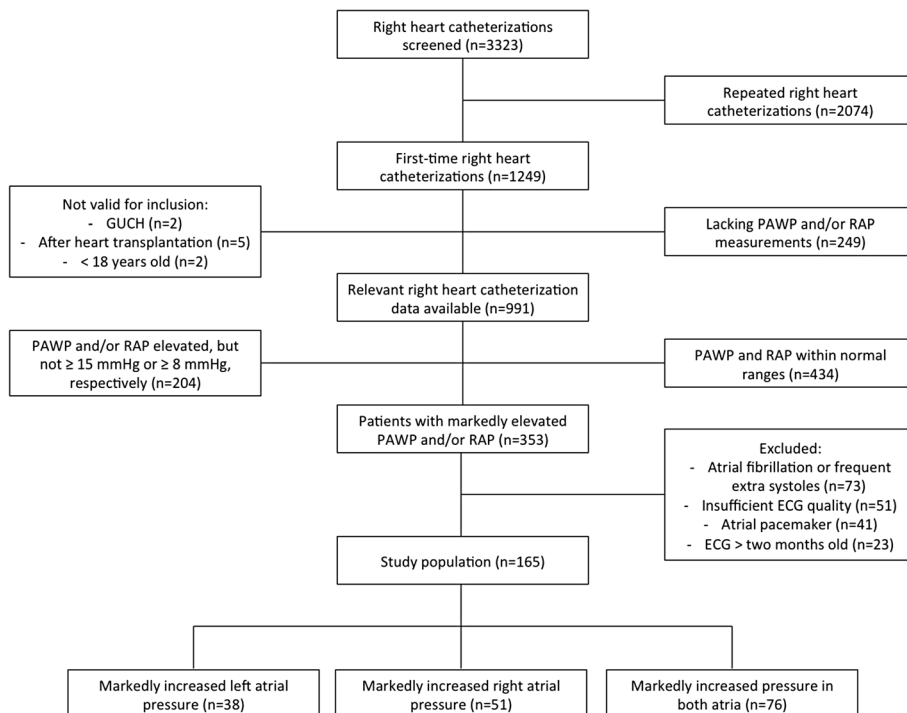 Right heart catheterizations
screened (n=3323)
Repeated right heart
catheterizations (n=2074)
First-time right heart
catheterizations (n=1249)
Not valid for inclusion:
- GUCH (n=2)
- After heart transplantation (n=5)
- < 18 years old (n=2)
Lacking PAWP and/or RAP
measurements (n=249)
Relevant right heart catheterization
data available (n=991)
PAWP and/or RAP elevated, but
not ≥ 15 mmHg or ≥ 8 mmHg,
respectively (n=204)
PAWP and RAP within normal
ranges (n=434)
Patients with markedly elevated
PAWP and/or RAP (n=353)
Excluded:
- Atrial fibrillation or frequent
extra systoles (n=73)
- Insufficient ECG quality (n=51)
- Atrial pacemaker (n=41)
- ECG > two months old (n=23)
Study population (n=165)
Markedly increased left atrial
pressure (n=38)
Markedly increased right atrial
pressure (n=51)
Markedly increased pressure in
both atria (n=76)